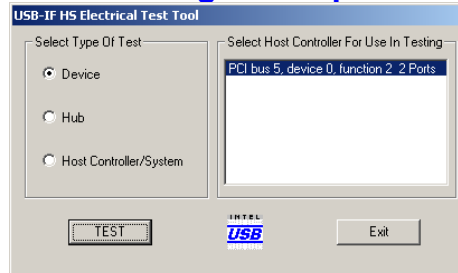 USB-IF HS Electrical Test Tool
Select Type Of Test
Select Host Controller For Use In Testing
Device
PCI bus 5, device 0, function 2 2 Ports
Hub
Host Controller/System
TEST
INTEL
USB
Exit